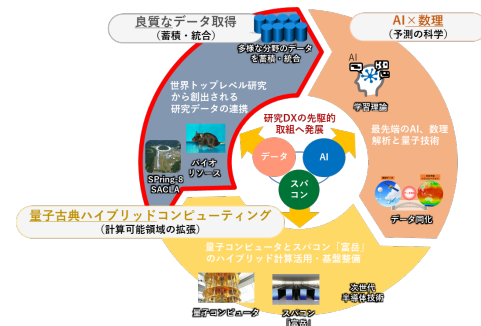 良質なデータ取得
(蓄積・統合)
多様な分野のデータ
を蓄積・統合
世界トップレベル研究
から創出される
研究データの連携
SPring-8
SACLA
バイオ
リソース
AI×数理
(予測の科学)
AI
学習理論
最先端のAI、数理
解析と量子技術
データ同化
研究DXの先駆的
取組へ発展
データ
AI
スパ
コン
量子古典ハイブリッドコンピューティング
(計算可能領域の拡張)
量子コンピュータとスパコン「富岳」
のハイブリッド計算活用・基盤整備
量子コンピュータ
スパコン
「富岳」
次世代
半導体技術